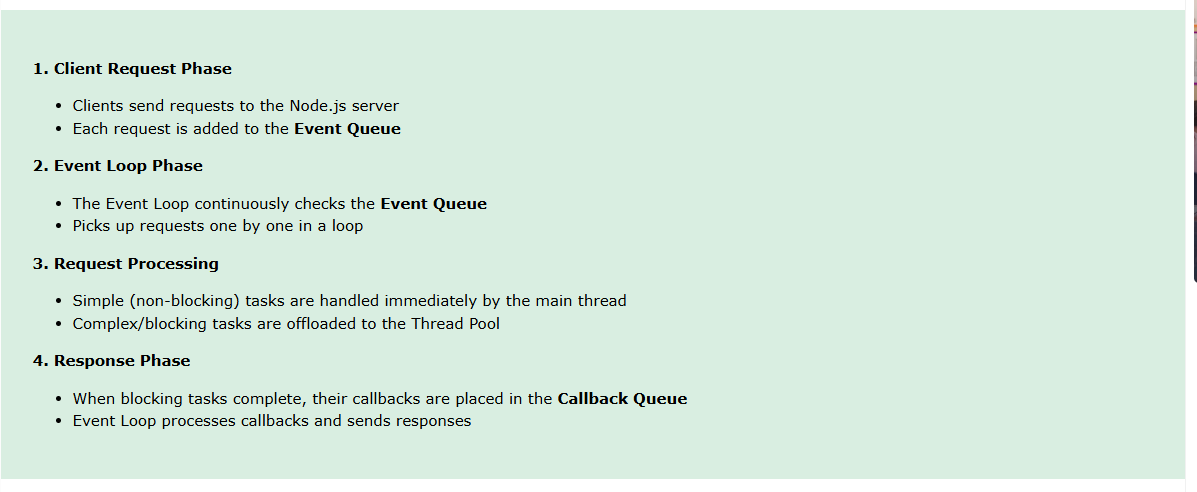 1. Client Request Phase
• Clients send requests to the Node.js server
• Each request is added to the Event Queue
2. Event Loop Phase
• The Event Loop continuously checks the Event Queue
• Picks up requests one by one in a loop
3. Request Processing
• Simple (non-blocking) tasks are handled immediately by the main thread
• Complex/blocking tasks are offloaded to the Thread Pool
4. Response Phase
• When blocking tasks complete, their callbacks are placed in the Callback Queue
• Event Loop processes callbacks and sends responses